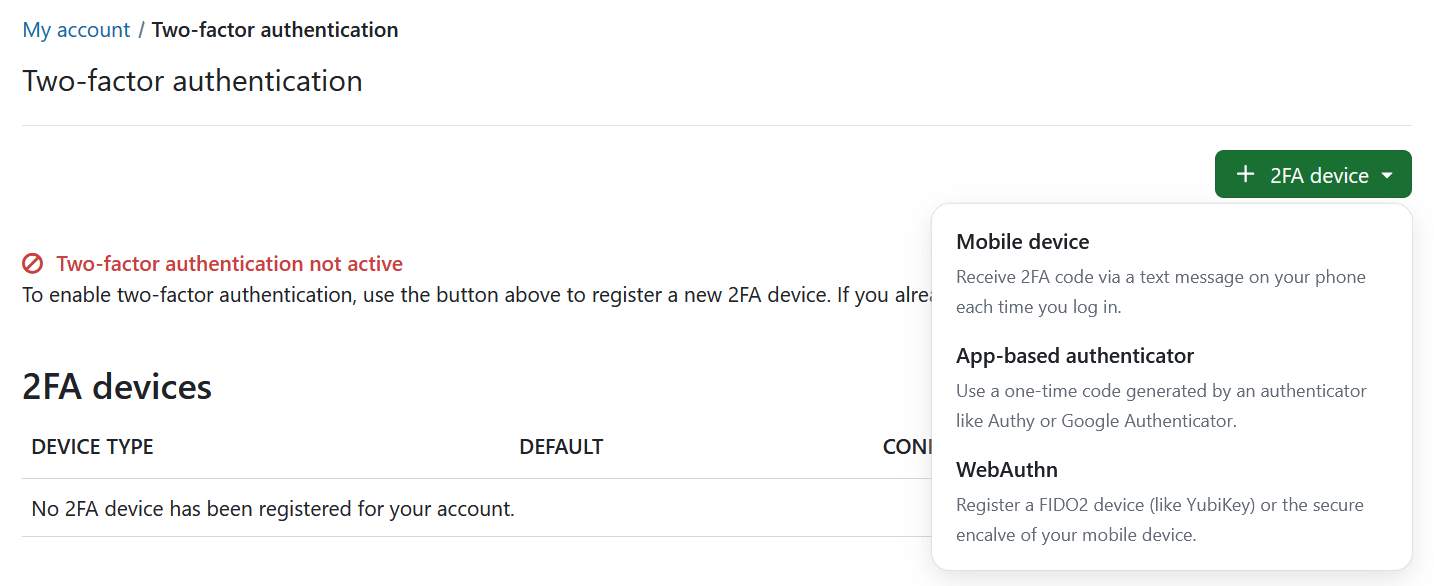 My account / Two-factor authentication
Two-factor authentication
+ 2FA device
Mobile device
Receive 2FA code via a text message on your phone
each time you log in.
App-based authenticator
Use a one-time code generated by an authenticator
like Authy or Google Authenticator.
WebAuthn
Register a FIDO2 device (like YubiKey) or the secure
encalve of your mobile device.
Two-factor authentication not active
To enable two-factor authentication, use the button above to register a new 2FA device. If you
2FA devices
DEVICE TYPE DEFAULT
No 2FA device has been registered for your account.